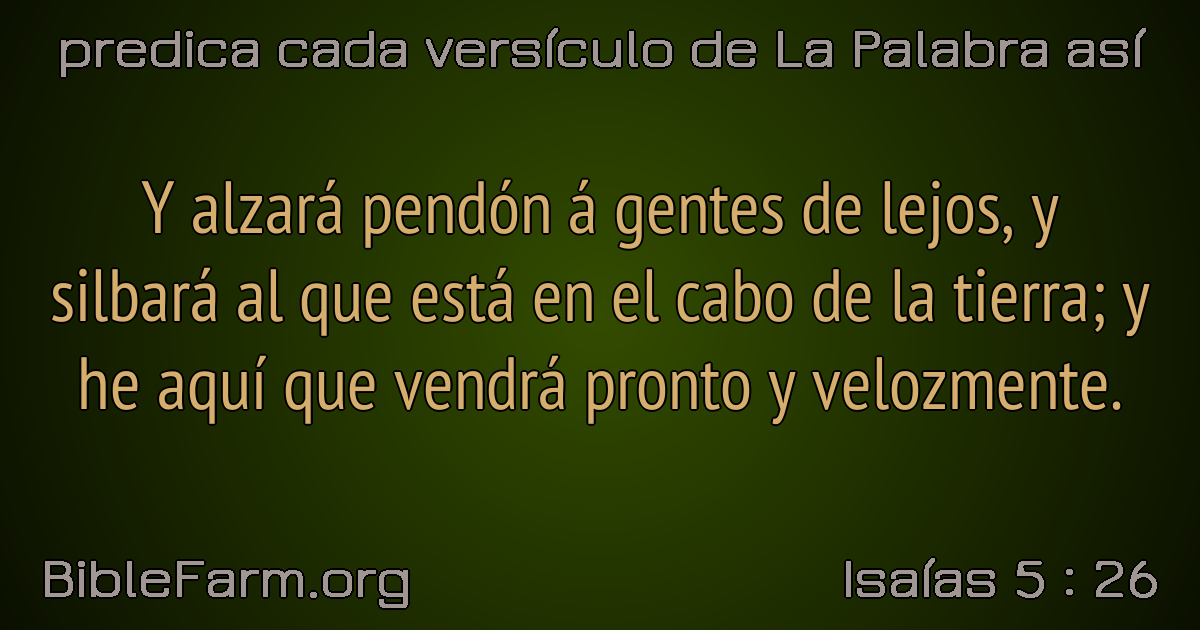 predica cada versículo de La Palabra así
Y alzará pendón á gentes de lejos, y
silbará al que está en el cabo de la tierra; y
he aquí que vendrá pronto y velozmente.
BibleFarm.org
Isaías 5 : 26